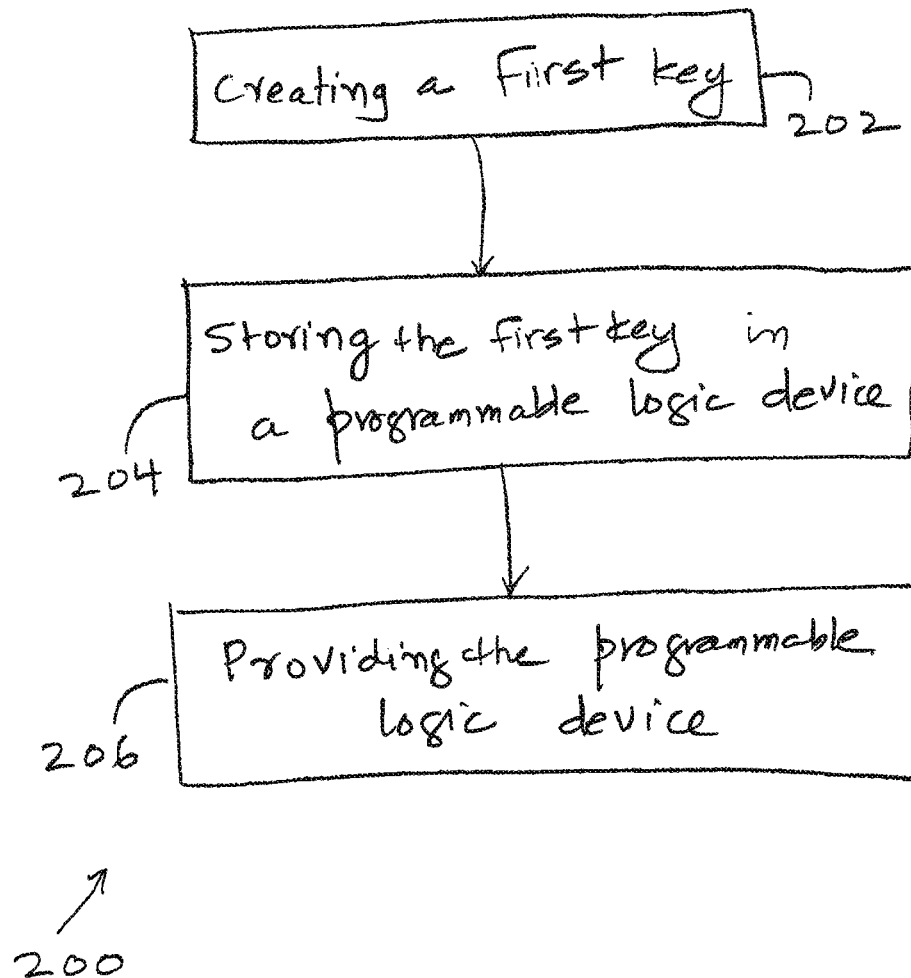 Creating a First key
202
Storing the first key in
a programmable logic device
204
Providing the programmable
logic device
206
200